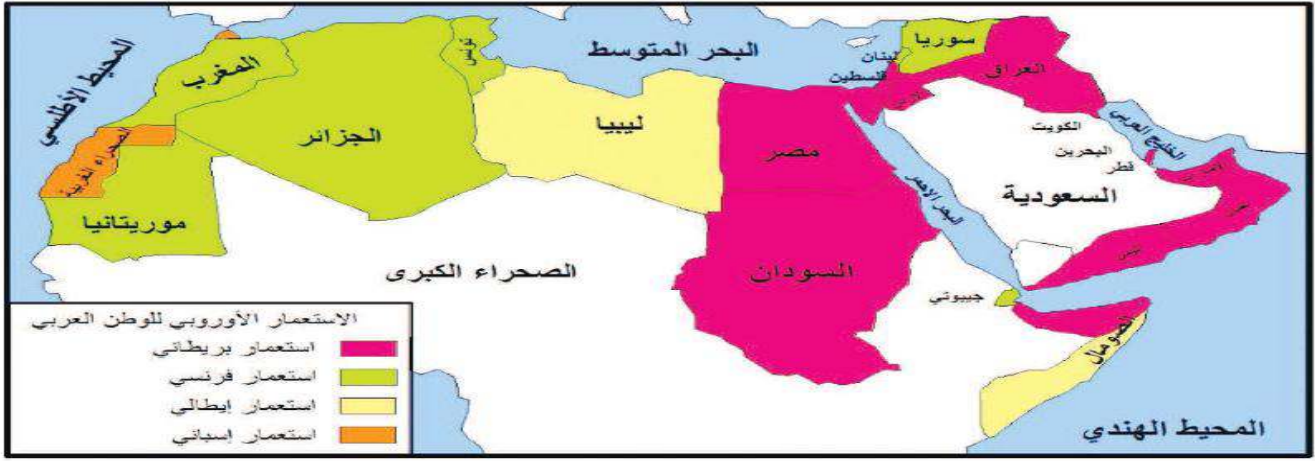 المحيط الأطلسي
البحر المتوسط
المغرب
تونس
الجزائر
ليبيا
مصر
الصحراء الغربية
موريتانيا
سوريا
لبنان
فلسطين
العراق
الكويت
البحرين
قطر
الخليج العربي
السعودية
البحر الاحمر
السودان
الصحراء الكبرى
جيبوتي
الصومال
المحيط الهندي
الاستعمار الأوروبي للوطن العربي
استعمار بريطاني
استعمار فرنسي
استعمار إيطالي
استعمار إسباني